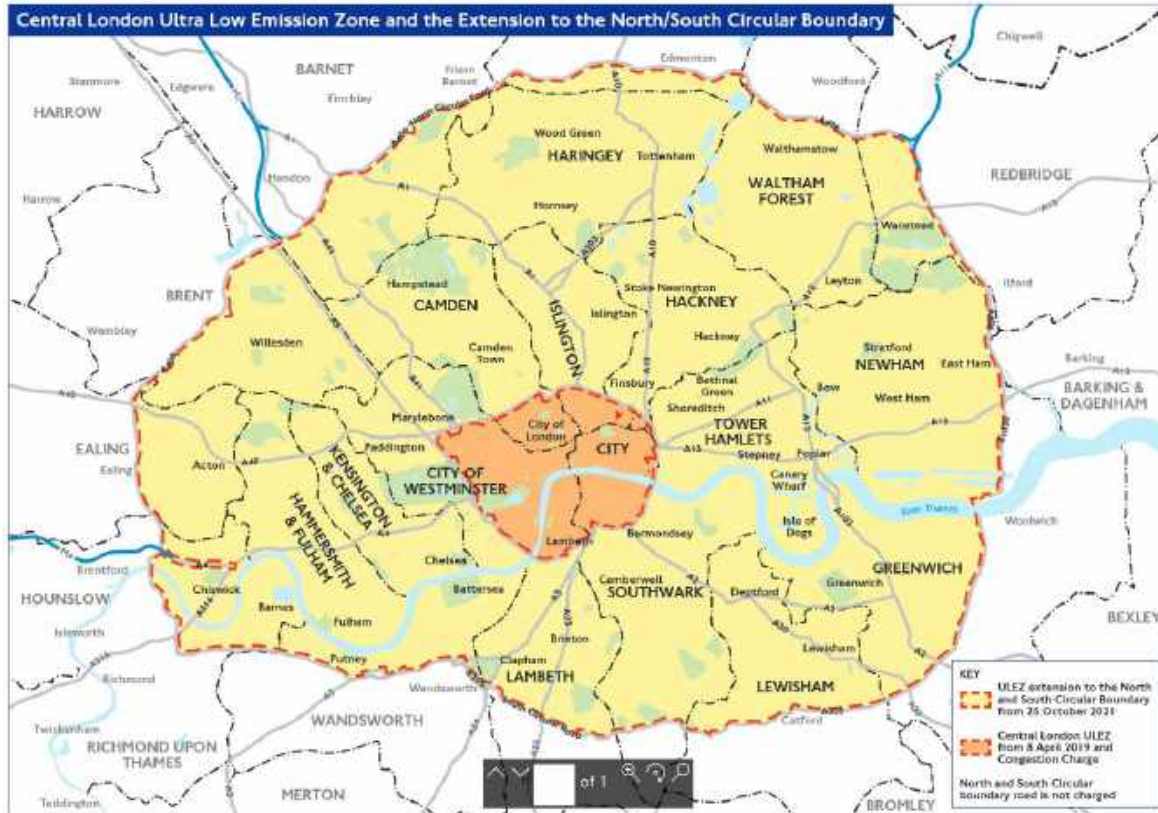 Central London Ultra Low Emission Zone and the Extension to the North/South Circular Boundary
Chigwell
Edmonton
Friern
Barnet
BARNET
Stanmore
Edgware
Woodford
Finchley
HARROW
Wood Green
HARINGEY
Tottenham
Walthamstow
Hendon
WALTHAM
FOREST
REDBRIDGE
Harrow
Hornsey
Wanstead
Hampstead
CAMDEN
Stoke Newington
HACKNEY
Leyton
Ilford
BRENT
ISLINGTON
Islington
Wembley
Willesden
Camden
Town
Hackney
Stratford
NEWHAM
East Ham
Barking
Finsbury
Bethnal
Green
Bow
West Ham
BARKING &
DAGENHAM
Marylebone
Shoreditch
City of
London
CITY
TOWER
HAMLETS
Paddington
EALING
Ealing
Acton
A40
KENSINGTON
& CHELSEA
CITY OF
WESTMINSTER
A13
Stepney
Poplar
Canary
Wharf
HAMMERSMITH
& FULHAM
Isle of
Dogs
River Thames
Woolwich
Lambeth
Bermondsey
Brentford
Chelsea
Chiswick
Camberwell
SOUTHWARK
Greenwich
GREENWICH
HOUNSLOW
Battersea
Deptford
Barnes
Fulham
BEXLEY
Isleworth
Brixton
Lewisham
Putney
Clapham
LAMBETH
Richmond
Wandsworth
LEWISHAM
Catford
WANDSWORTH
Twickenham
RICHMOND UPON
THAMES
Teddington
MERTON
BROMLEY
KEY
ULEZ extension to the North
and South Circular Boundary
from 25 October 2021
Central London ULEZ
from 8 April 2019 and
Congestion Charge
North and South Circular
boundary road is not charged
of 1